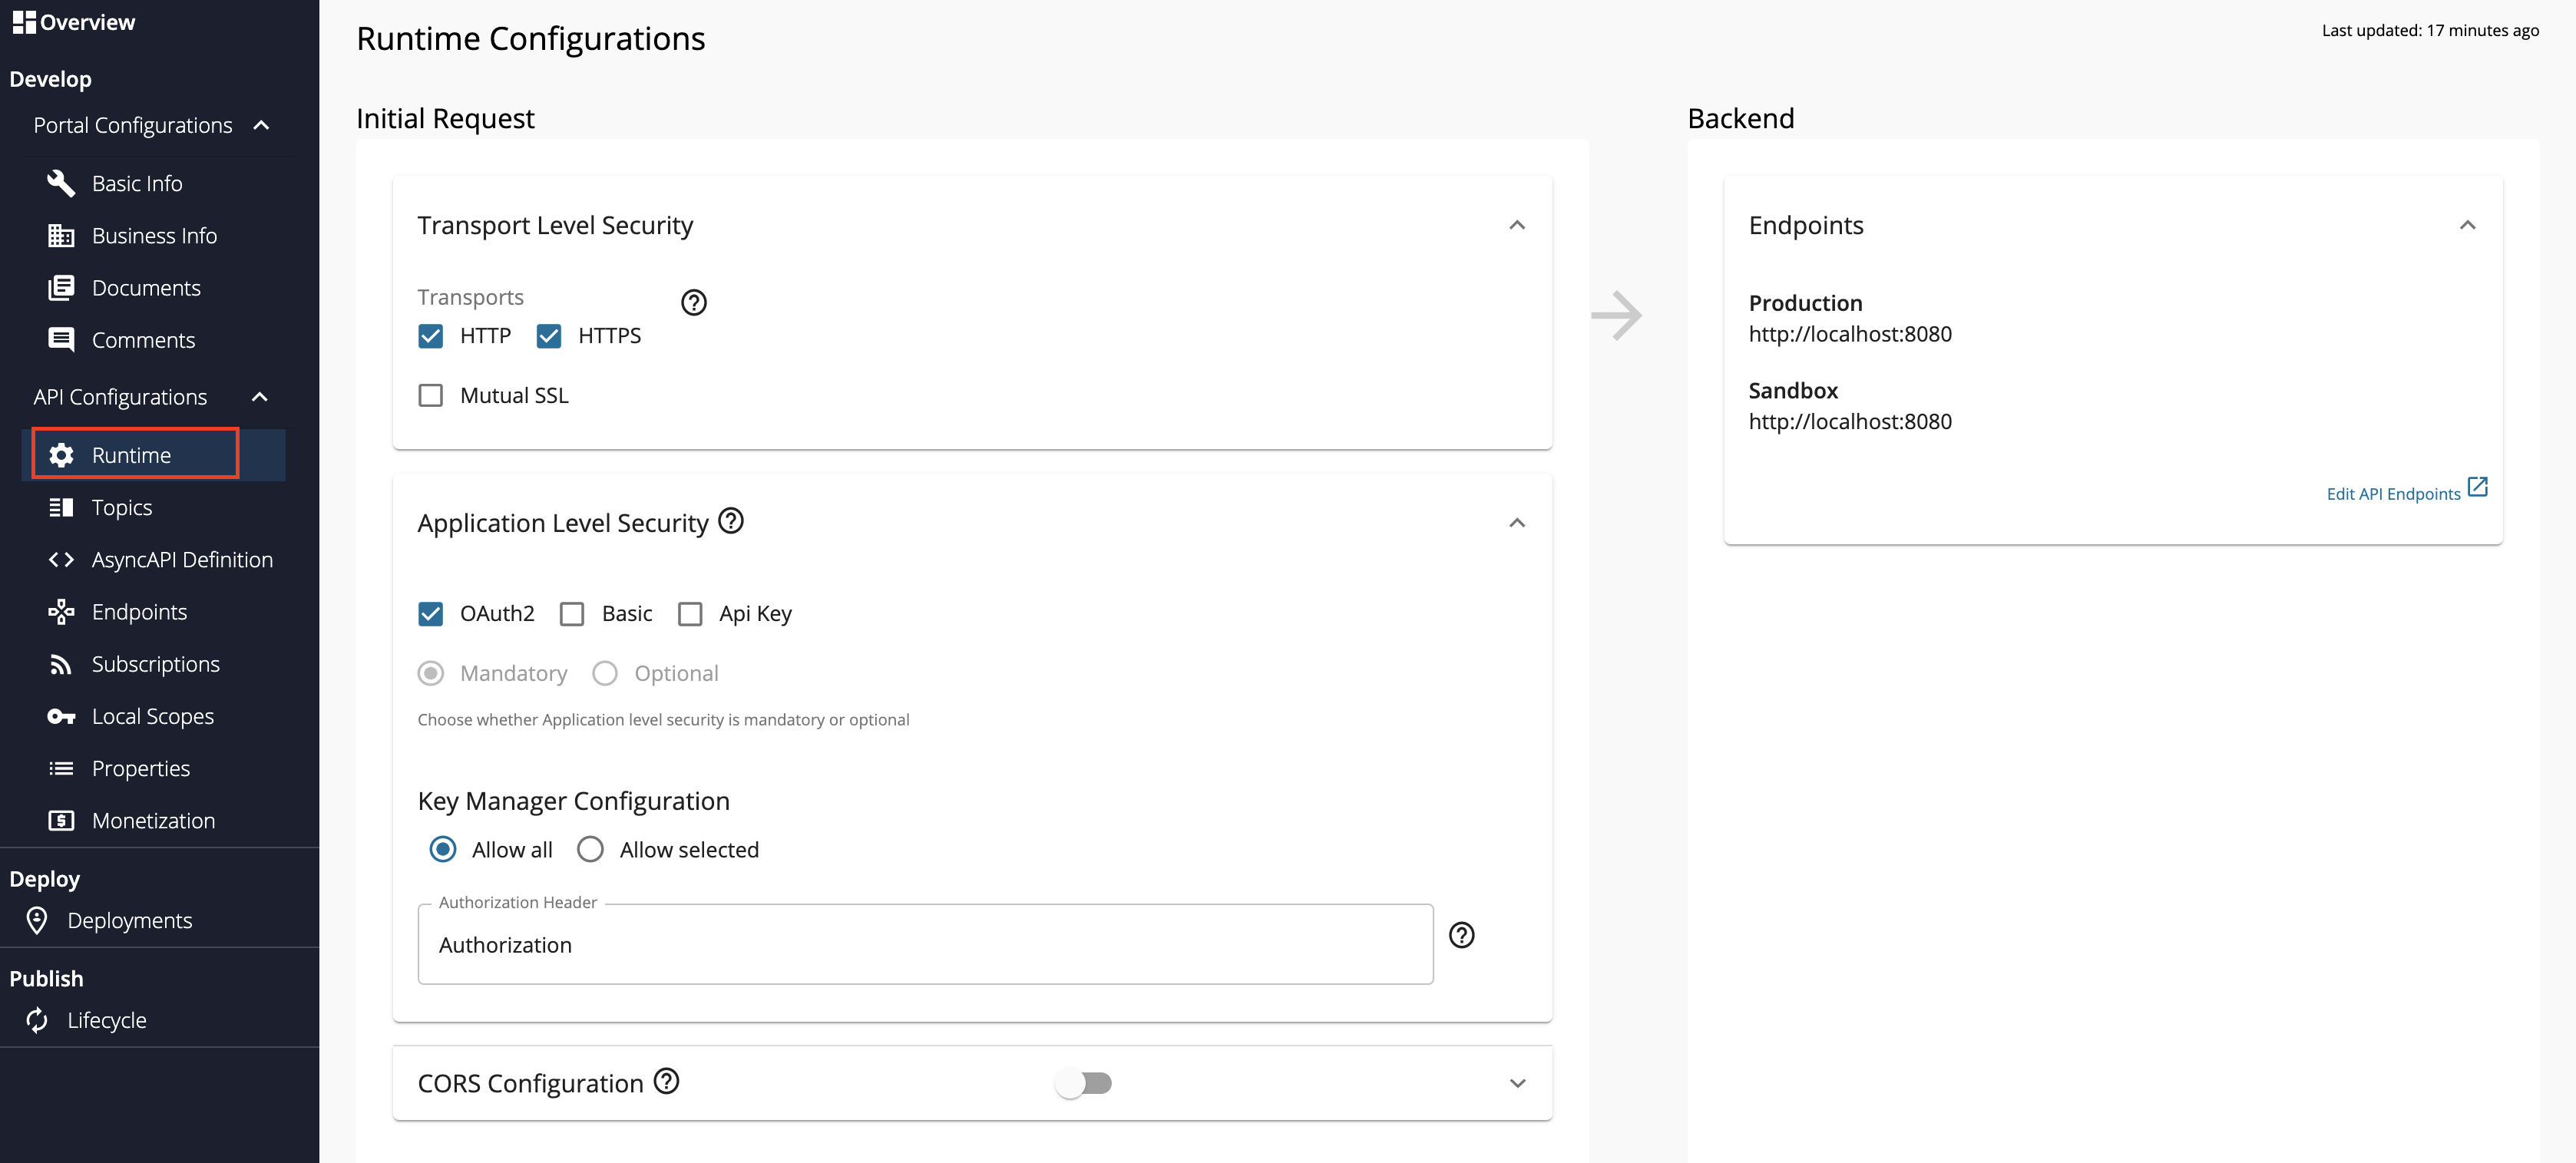 Overview
Develop
Portal Configurations
Basic Info
Business Info
Documents
Comments
API Configurations
Runtime
Topics
AsyncAPI Definition
Endpoints
Subscriptions
Local Scopes
Properties
Monetization
Deploy
Deployments
Publish
Lifecycle
Runtime Configurations
Last updated: 17 minutes ago
Initial Request
Transport Level Security
Transports
HTTP HTTPS
Mutual SSL
Application Level Security
OAuth2 Basic Api Key
Mandatory Optional
Choose whether Application level security is mandatory or optional
Key Manager Configuration
Allow all Allow selected
Authorization Header
Authorization
CORS Configuration
Backend
Endpoints
Production
http://localhost:8080
Sandbox
http://localhost:8080
Edit API Endpoints